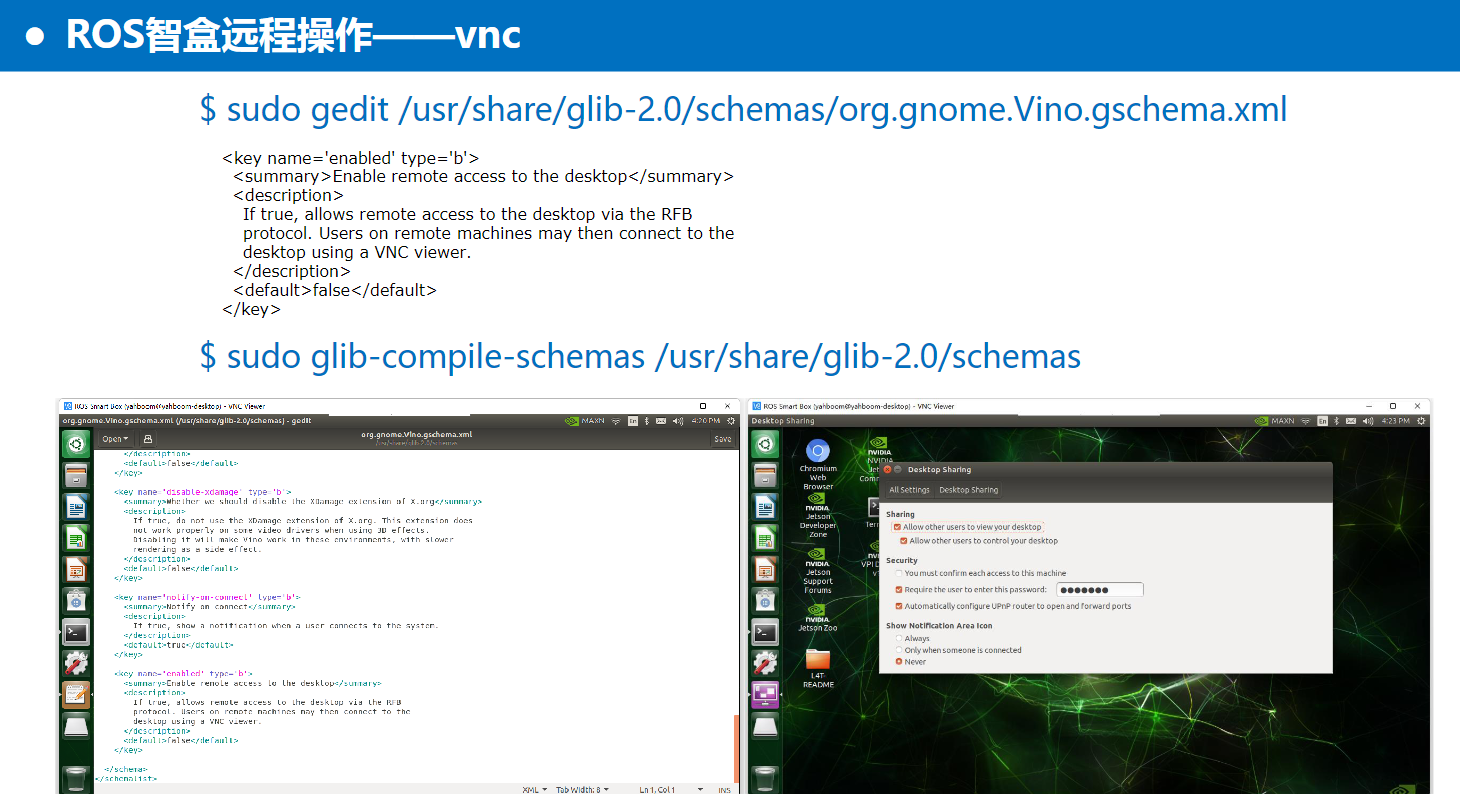 ● ROS智盒远程操作——vnc
$ sudo gedit /usr/share/glib-2.0/schemas/org.gnome.Vino.gschema.xml
<key name='enabled' type='b'>
<summary>Enable remote access to the desktop</summary>
<description>
If true, allows remote access to the desktop via the RFB
protocol. Users on remote machines may then connect to the
desktop using a VNC viewer.
</description>
<default>false</default>
</key>
$ sudo glib-compile-schemas /usr/share/glib-2.0/schemas
ROS Smart Box (yahboom@yahboom-desktop) - VNC Viewer
org.gnome.Vino.gschema.xml (/usr/share/glib-2.0/schemas) - gedit
MAXN En 4:20 PM
Open
org.gnome.Vino.gschema.xml
/usr/share/glib-2.0/schemas
Save
</description>
<default>false</default>
</key>
<key name='disable-xdamage' type='b'>
<summary>Whether we should disable the XDamage extension of X.org</summary>
<description>
If true, do not use the XDamage extension of X.org. This extension does
not work properly on some video drivers when using 3D effects.
Disabling it will make Vino work in these environments, with slower
rendering as a side effect.
</description>
<default>false</default>
</key>
<key name='notify-on-connect' type='b'>
<summary>Notify on connect</summary>
<description>
If true, show a notification when a user connects to the system.
</description>
<default>true</default>
</key>
<key name='enabled' type='b'>
<summary>Enable remote access to the desktop</summary>
<description>
If true, allows remote access to the desktop via the RFB
protocol. Users on remote machines may then connect to the
desktop using a VNC viewer.
</description>
<default>false</default>
</key>
</schema>
</schemalist>
XML Tab Width: 8 Ln 1, Col 1 INS
ROS Smart Box (yahboom@yahboom-desktop) - VNC Viewer
Desktop Sharing
MAXN En 4:23 PM
Chromium
Web
Browser
NVIDIA
Jetson
Developer
Zone
NVIDIA
Jetson
Support
Forums
NVIDIA
Jetson Zoo
L4T-
README
NVIDIA
Desktop Sharing
All Settings Desktop Sharing
Sharing
Allow other users to view your desktop
Allow other users to control your desktop
Security
You must confirm each access to this machine
Require the user to enter this password: ●●●●●●●
Automatically configure UPnP router to open and forward ports
Show Notification Area Icon
Always
Only when someone is connected
Never